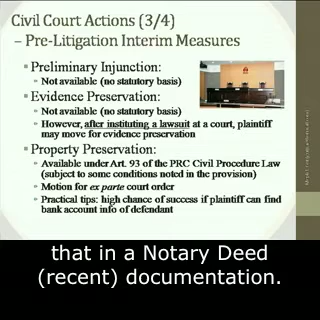 Civil Court Actions (3/4)
– Pre-Litigation Interim Measures
Preliminary Injunction:
Not available (no statutory basis)
Evidence Preservation:
Not available (no statutory basis)
However, after instituting a lawsuit at a court, plaintiff
may move for evidence preservation
Property Preservation:
Available under Art. 93 of the PRC Civil Procedure Law
(subject to some conditions noted in the provision)
Motion for ex parte court order
Practical tips: high chance of success if plaintiff can find
bank account info of defendant
that in a Notary Deed
(recent) documentation.